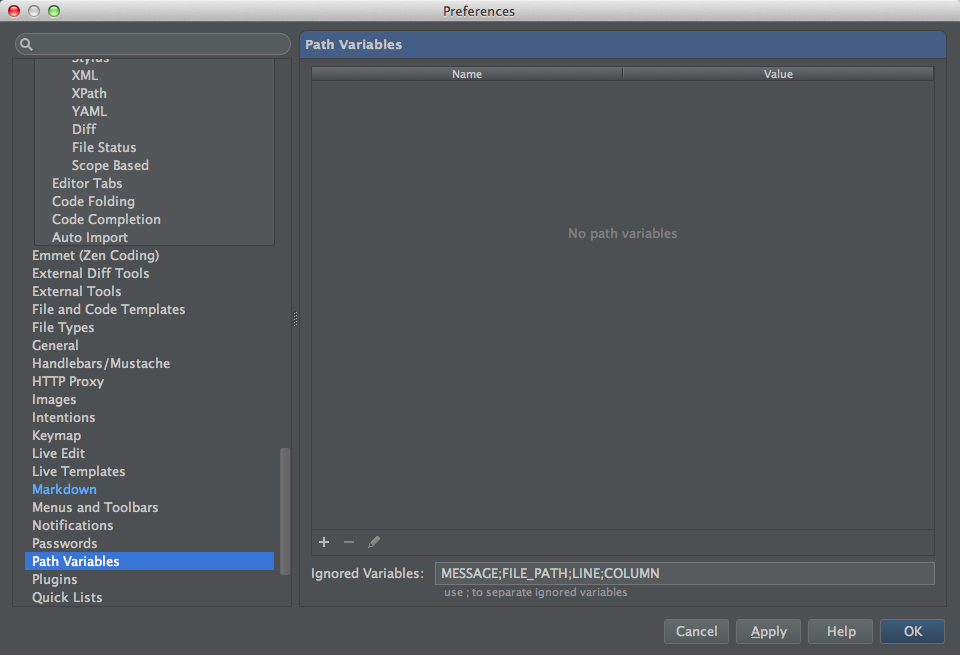 Preferences
Stylus
XML
XPath
YAML
Diff
File Status
Scope Based
Editor Tabs
Code Folding
Code Completion
Auto Import
Emmet (Zen Coding)
External Diff Tools
External Tools
File and Code Templates
File Types
General
Handlebars/Mustache
HTTP Proxy
Images
Intentions
Keymap
Live Edit
Live Templates
Markdown
Menus and Toolbars
Notifications
Passwords
Path Variables
Plugins
Quick Lists
Path Variables
Name Value
No path variables
Ignored Variables: MESSAGE;FILE_PATH;LINE;COLUMN
use ; to separate ignored variables
Cancel Apply Help OK